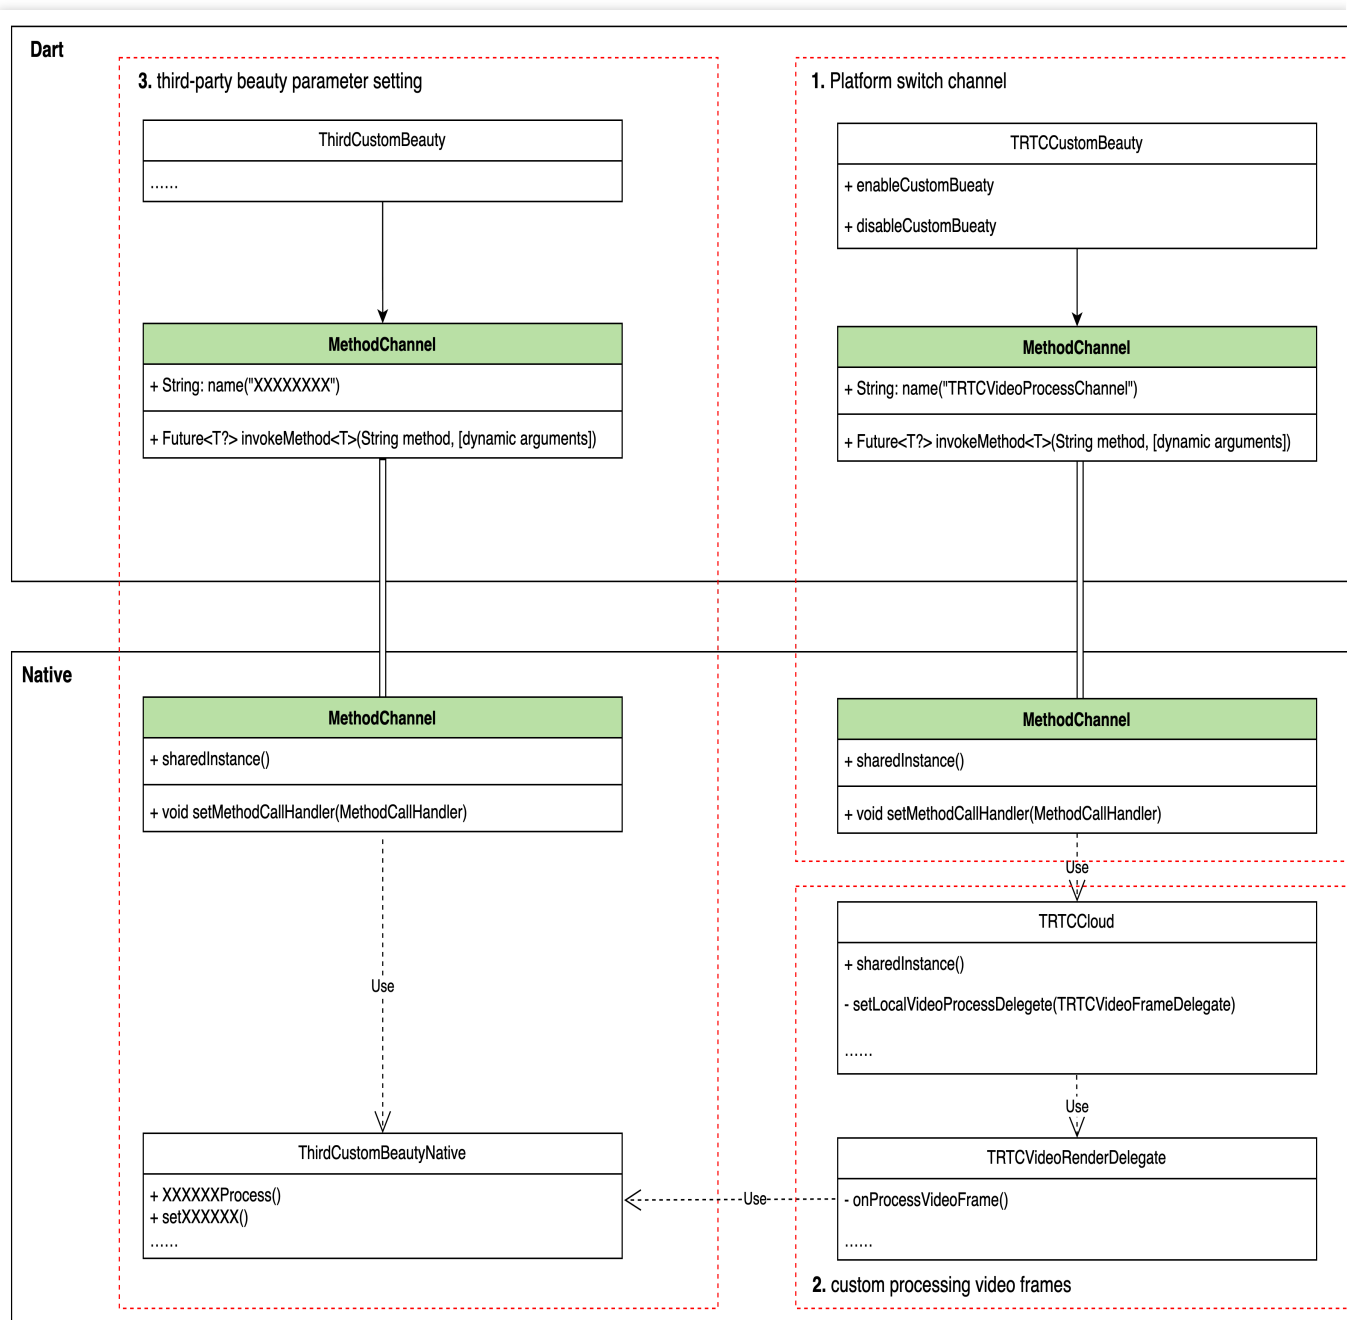 Dart
3. third-party beauty parameter setting
ThirdCustomBeauty
......
MethodChannel
+ String: name("XXXXXXXX")
+ Future<T?> invokeMethod<T>(String method, [dynamic arguments])
1. Platform switch channel
TRTCCustomBeauty
+ enableCustomBueaty
+ disableCustomBueaty
MethodChannel
+ String: name("TRTCVideoProcessChannel")
+ Future<T?> invokeMethod<T>(String method, [dynamic arguments])
Native
MethodChannel
+ sharedInstance()
+ void setMethodCallHandler(MethodCallHandler)
Use
ThirdCustomBeautyNative
+ XXXXXXProcess()
+ setXXXXXX()
......
MethodChannel
+ sharedInstance()
+ void setMethodCallHandler(MethodCallHandler)
Use
TRTCCloud
+ sharedInstance()
- setLocalVideoProcessDelegete(TRTCVideoFrameDelegate)
......
Use
TRTCVideoRenderDelegate
- onProcessVideoFrame()
......
Use
2. custom processing video frames